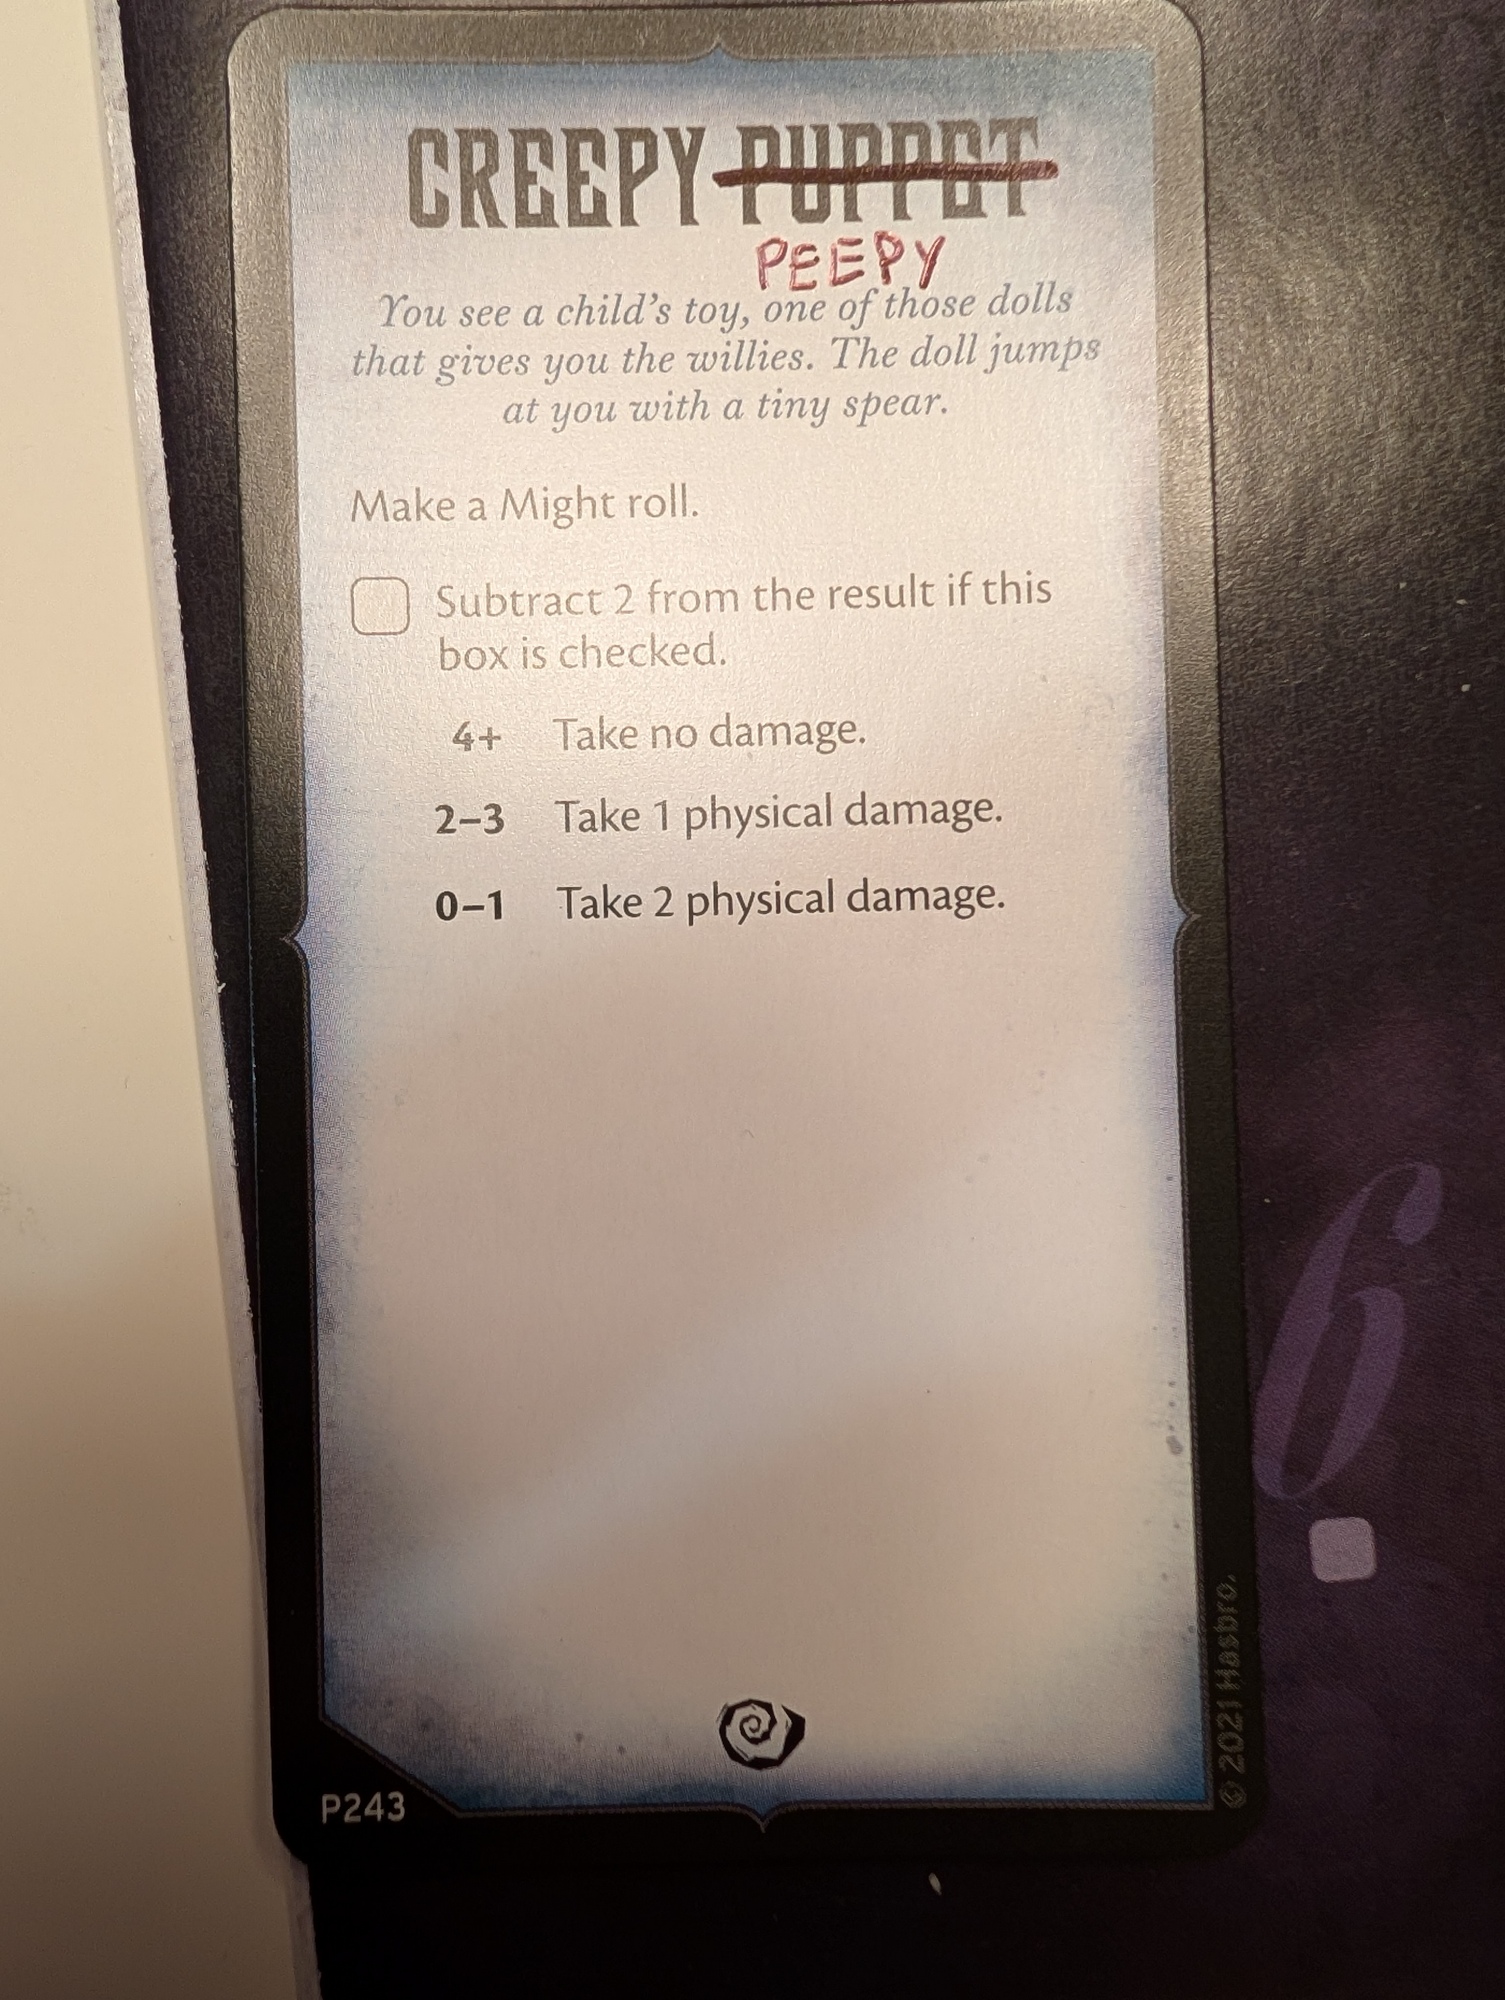 CREEPY PUPPET
PEEPY
You see a child's toy, one of those dolls
that gives you the willies. The doll jumps
at you with a tiny spear.
Make a Might roll.
Subtract 2 from the result if this
box is checked.
4+ Take no damage.
2–3 Take 1 physical damage.
0–1 Take 2 physical damage.
6
P243
© 2021 Hasbro.